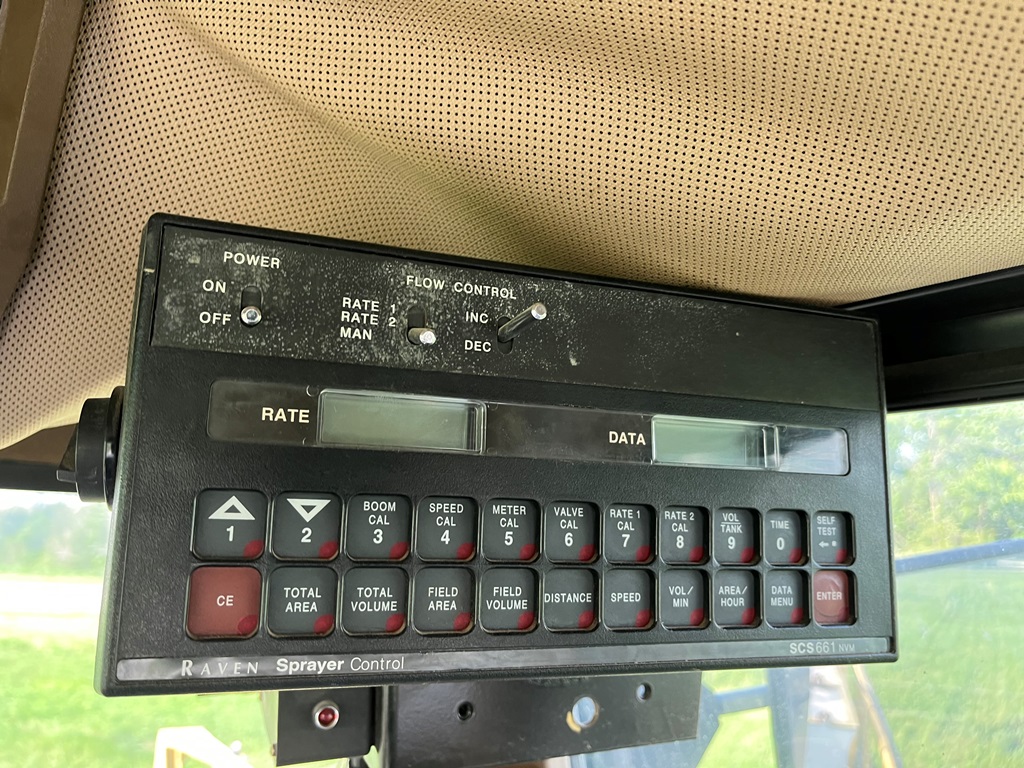 POWER
ON
OFF
FLOW CONTROL
RATE 1
RATE 2
MAN
INC
DEC
RATE
DATA
1
2
BOOM
CAL
3
SPEED
CAL
4
METER
CAL
5
VALVE
CAL
6
RATE 1
CAL
7
RATE 2
CAL
8
VOL
TANK
9
TIME
0
SELF
TEST
←*
CE
TOTAL
AREA
TOTAL
VOLUME
FIELD
AREA
FIELD
VOLUME
DISTANCE
SPEED
VOL/
MIN
AREA/
HOUR
DATA
MENU
ENTER
RAVEN Sprayer Control
SCS661 NVM